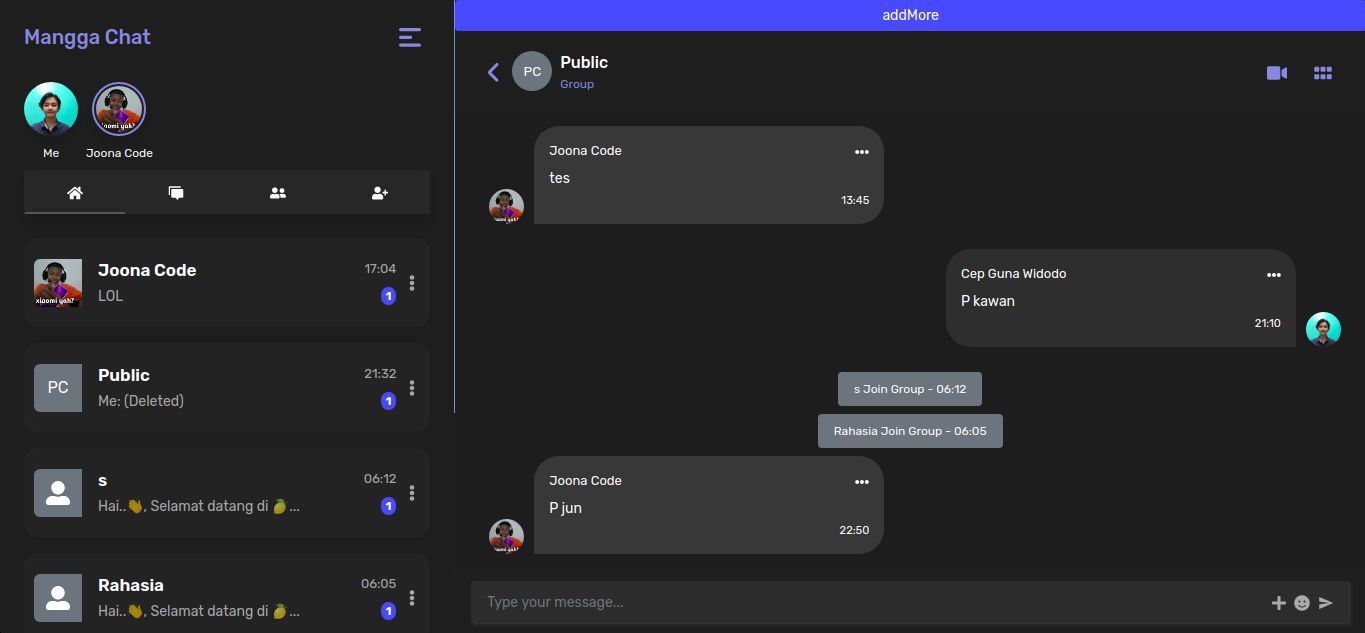 Mangga Chat
Me
Joona Code
Joona Code
17:04
LOL
1
PC
Public
21:32
Me: (Deleted)
1
s
06:12
Hai..👋, Selamat datang di 🥭...
1
Rahasia
06:05
Hai..👋, Selamat datang di 🥭...
1
addMore
PC
Public
Group
Joona Code
tes
13:45
Cep Guna Widodo
P kawan
21:10
s Join Group - 06:12
Rahasia Join Group - 06:05
Joona Code
P jun
22:50
Type your message...
xiaomi yah?